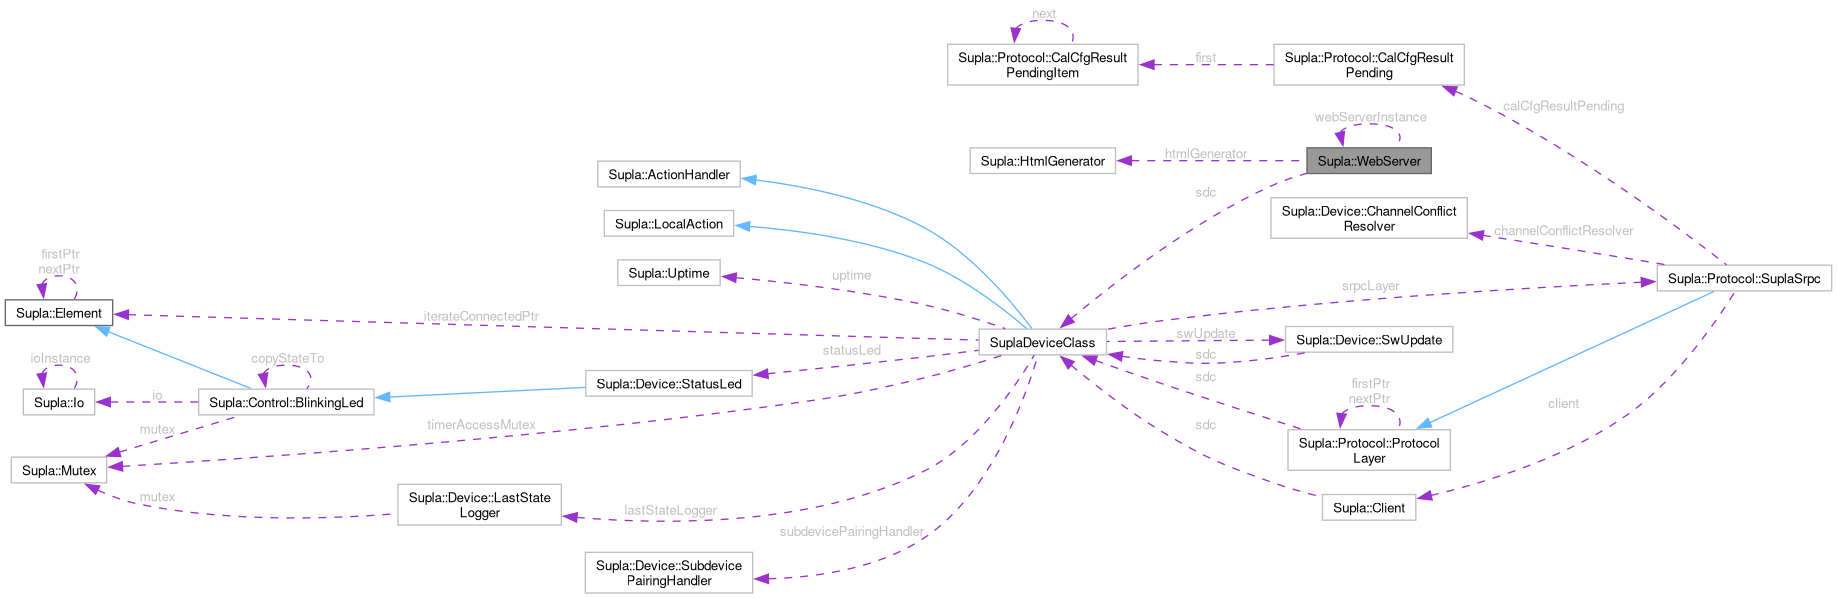 next
Supla::Protocol::CalCfgResult
PendingItem
first
Supla::Protocol::CalCfgResult
Pending
calCfgResultPending
webServerInstance
Supla::HtmlGenerator
htmlGenerator
Supla::WebServer
Supla::ActionHandler
sdc
Supla::LocalAction
Supla::Device::ChannelConflict
Resolver
channelConflictResolver
firstPtr
nextPtr
Supla::Uptime
uptime
Supla::Protocol::SuplaSrpc
srpcLayer
Supla::Element
iterateConnectedPtr
SuplaDeviceClass
swUpdate
sdc
Supla::Device::SwUpdate
ioInstance
copyStateTo
statusLed
Supla::Device::StatusLed
sdc
firstPtr
nextPtr
Supla::Io
io
Supla::Control::BlinkingLed
client
mutex
timerAccessMutex
sdc
Supla::Protocol::Protocol
Layer
Supla::Mutex
mutex
Supla::Device::LastState
Logger
lastStateLogger
Supla::Client
subdevicePairingHandler
Supla::Device::Subdevice
PairingHandler